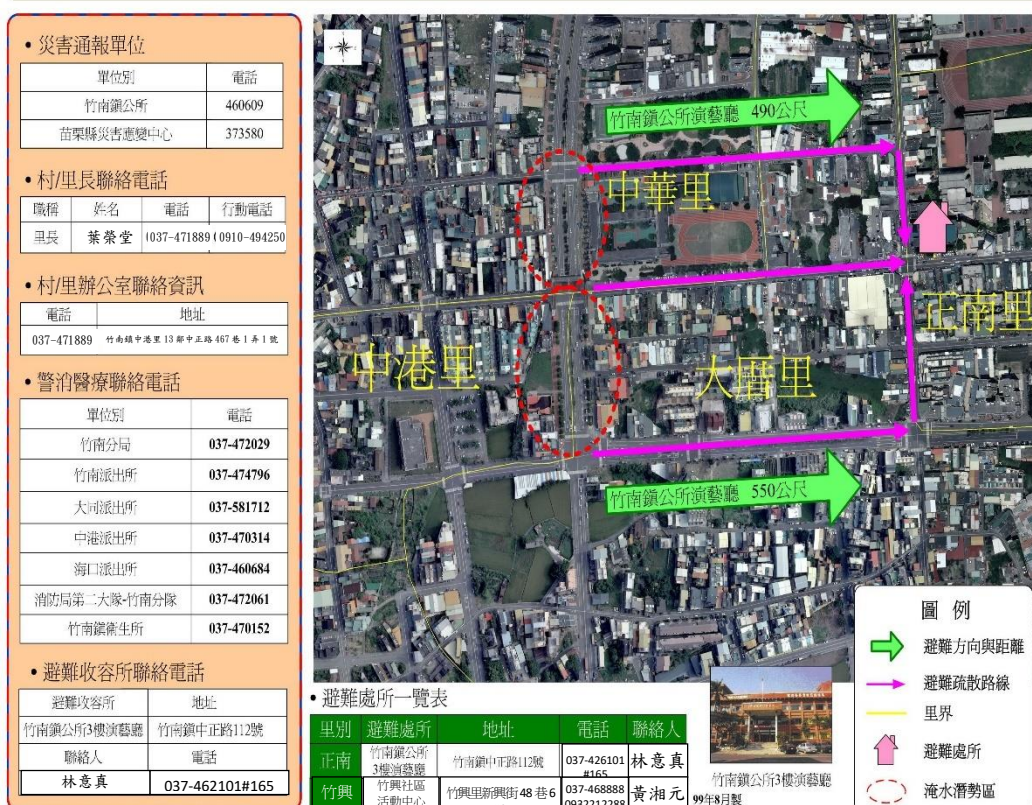 • 災害通報單位
單位別 電話
竹南鎮公所 460609
苗栗縣災害應變中心 373580
• 村/里長聯絡電話
職稱 姓名 電話 行動電話
里長 葉榮堂 (037-471889 (0910-494250
• 村/里辦公室聯絡資訊
電話 地址
037-471889 竹南鎮中港里13鄰中正路467巷1弄1號
• 警消醫療聯絡電話
單位別 電話
竹南分局 037-472029
竹南派出所 037-474796
大同派出所 037-581712
中港派出所 037-470314
海口派出所 037-460684
消防局第二大隊-竹南分隊 037-472061
竹南鎮衛生所 037-470152
• 避難收容所聯絡電話
避難收容所 地址
竹南鎮公所3樓演藝廳 竹南鎮中正路112號
聯絡人 電話
林意真 037-462101#165
竹南鎮公所演藝廳 490公尺
中華里
正南里
中港里
大厝里
竹南鎮公所演藝廳 550公尺
• 避難處所一覽表
里別 避難處所 地址 電話 聯絡人
正南 竹南鎮公所
3樓演藝廳 竹南鎮中正路112號 037-426101
#165 林意真
竹興 竹興社區
活動中心 竹興里新興街48巷6 037-468888
0932212288 黃湘元
竹南鎮公所3樓演藝廳
99年8月製
圖 例
避難方向與距離
避難疏散路線
里界
避難處所
淹水潛勢區